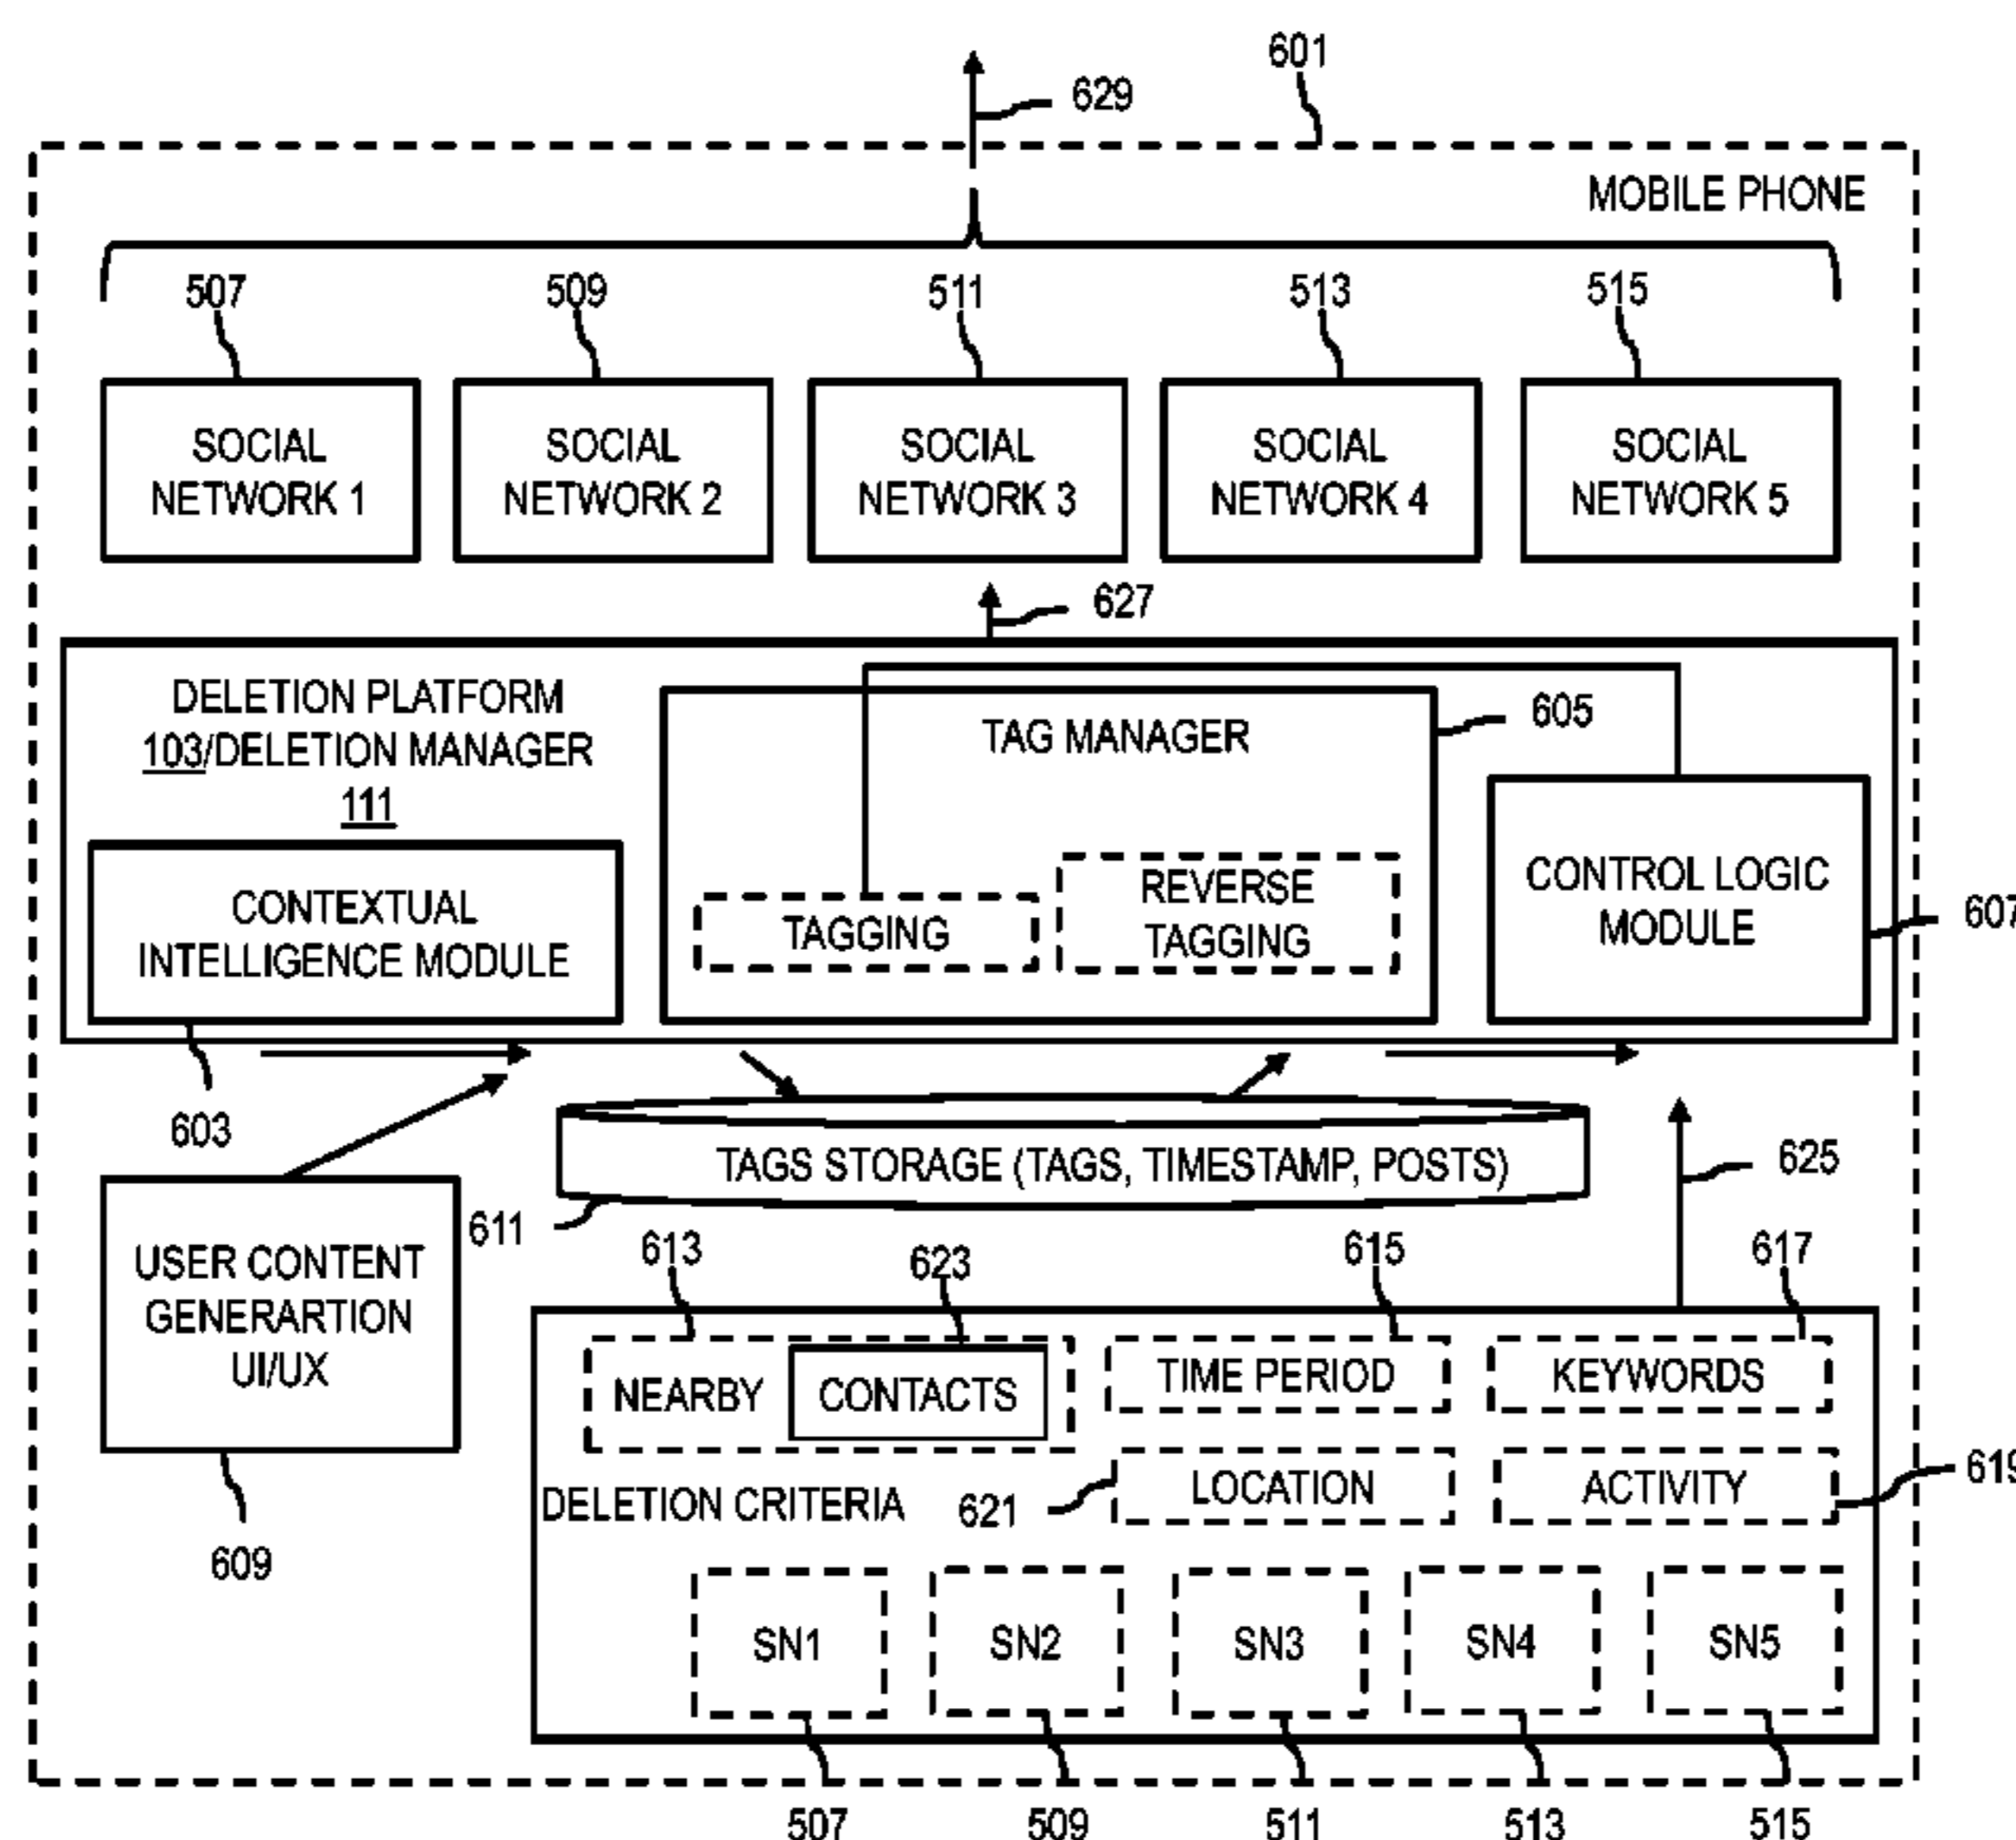 601
629
MOBILE PHONE
507
509
511
513
515
SOCIAL
NETWORK 1
SOCIAL
NETWORK 2
SOCIAL
NETWORK 3
SOCIAL
NETWORK 4
SOCIAL
NETWORK 5
627
DELETION PLATFORM
103/DELETION MANAGER
111
TAG MANAGER
605
CONTEXTUAL
INTELLIGENCE MODULE
TAGGING
REVERSE
TAGGING
CONTROL LOGIC
MODULE
607
603
TAGS STORAGE (TAGS, TIMESTAMP, POSTS)
625
611
USER CONTENT
GENERARTION
UI/UX
609
613
623
615
617
NEARBY
CONTACTS
TIME PERIOD
KEYWORDS
DELETION CRITERIA
621
LOCATION
ACTIVITY
619
SN1
SN2
SN3
SN4
SN5
507
509
511
513
515